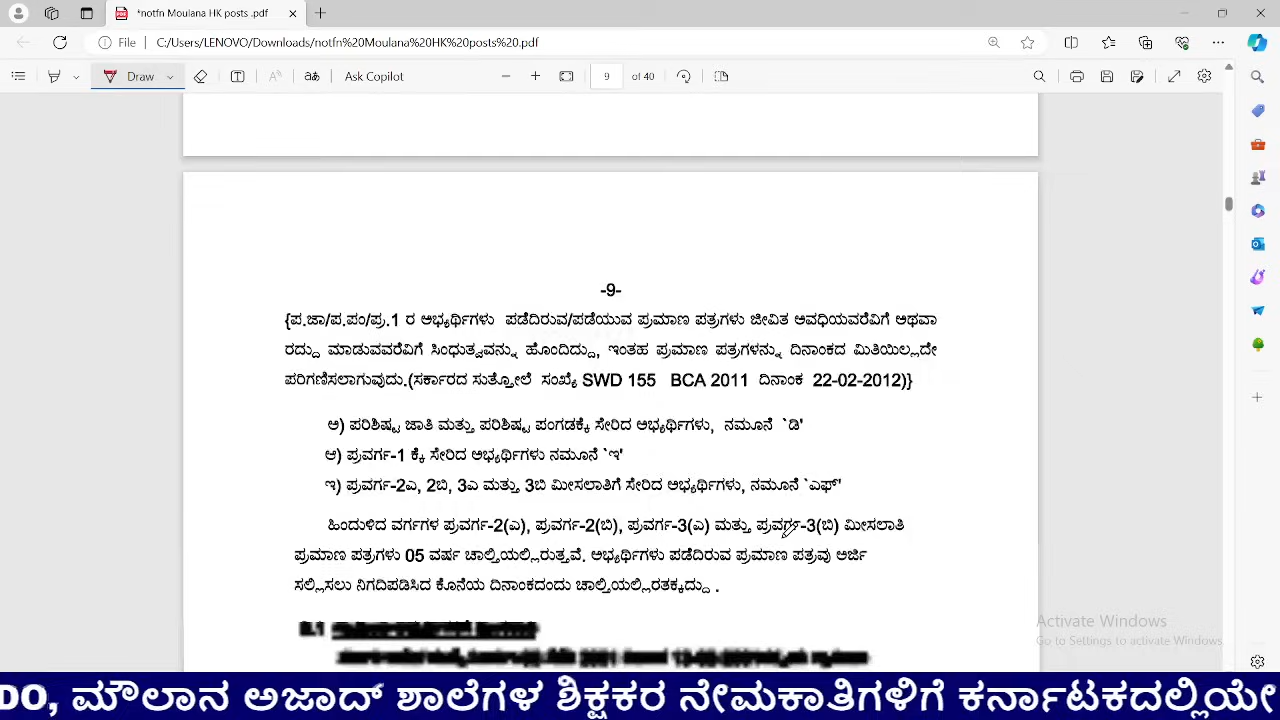 *notfn Moulana HK posts .pdf
File C:/Users/LENOVO/Downloads/notfn%20Moulana%20HK%20posts%20.pdf
Draw Ask Copilot 9 of 40
-9-
{ಪ.ಜಾ/ಪ.ಪಂ/ಪ್ರ.1 ರ ಅಭ್ಯರ್ಥಿಗಳು ಪಡೆದಿರುವ/ಪಡೆಯುವ ಪ್ರಮಾಣ ಪತ್ರಗಳು ಜೀವಿತ ಅವಧಿಯವರೆವಿಗೆ ಅಥವಾ
ರದ್ದು ಮಾಡುವವರೆವಿಗೆ ಸಿಂಧುತ್ವವನ್ನು ಹೊಂದಿದ್ದು, ಇಂತಹ ಪ್ರಮಾಣ ಪತ್ರಗಳನ್ನು ದಿನಾಂಕದ ಮಿತಿಯಿಲ್ಲದೇ
ಪರಿಗಣಿಸಲಾಗುವುದು.(ಸರ್ಕಾರದ ಸುತ್ತೋಲೆ ಸಂಖ್ಯೆ SWD 155 BCA 2011 ದಿನಾಂಕ 22-02-2012)}
ಅ) ಪರಿಶಿಷ್ಟ ಜಾತಿ ಮತ್ತು ಪರಿಶಿಷ್ಟ ಪಂಗಡಕ್ಕೆ ಸೇರಿದ ಅಭ್ಯರ್ಥಿಗಳು, ನಮೂನೆ `ಡಿ'
ಆ) ಪ್ರವರ್ಗ-1 ಕ್ಕೆ ಸೇರಿದ ಅಭ್ಯರ್ಥಿಗಳು ನಮೂನೆ `ಇ'
ಇ) ಪ್ರವರ್ಗ-2ಎ, 2ಬಿ, 3ಎ ಮತ್ತು 3ಬಿ ಮೀಸಲಾತಿಗೆ ಸೇರಿದ ಅಭ್ಯರ್ಥಿಗಳು, ನಮೂನೆ `ಎಫ್'
ಹಿಂದುಳಿದ ವರ್ಗಗಳ ಪ್ರವರ್ಗ-2(ಎ), ಪ್ರವರ್ಗ-2(ಬಿ), ಪ್ರವರ್ಗ-3(ಎ) ಮತ್ತು ಪ್ರವರ್ಗ-3(ಬಿ) ಮೀಸಲಾತಿ
ಪ್ರಮಾಣ ಪತ್ರಗಳು 05 ವರ್ಷ ಚಾಲ್ತಿಯಲ್ಲಿರುತ್ತವೆ. ಅಭ್ಯರ್ಥಿಗಳು ಪಡೆದಿರುವ ಪ್ರಮಾಣ ಪತ್ರವು ಅರ್ಜಿ
ಸಲ್ಲಿಸಲು ನಿಗದಿಪಡಿಸಿದ ಕೊನೆಯ ದಿನಾಂಕದಂದು ಚಾಲ್ತಿಯಲ್ಲಿರತಕ್ಕದ್ದು .
Activate Windows
Go to Settings to activate Windows.
DO, ಮೌಲಾನ ಅಜಾದ್ ಶಾಲೆಗಳ ಶಿಕ್ಷಕರ ನೇಮಕಾತಿಗಳಿಗೆ ಕರ್ನಾಟಕದಲ್ಲಿಯೇ